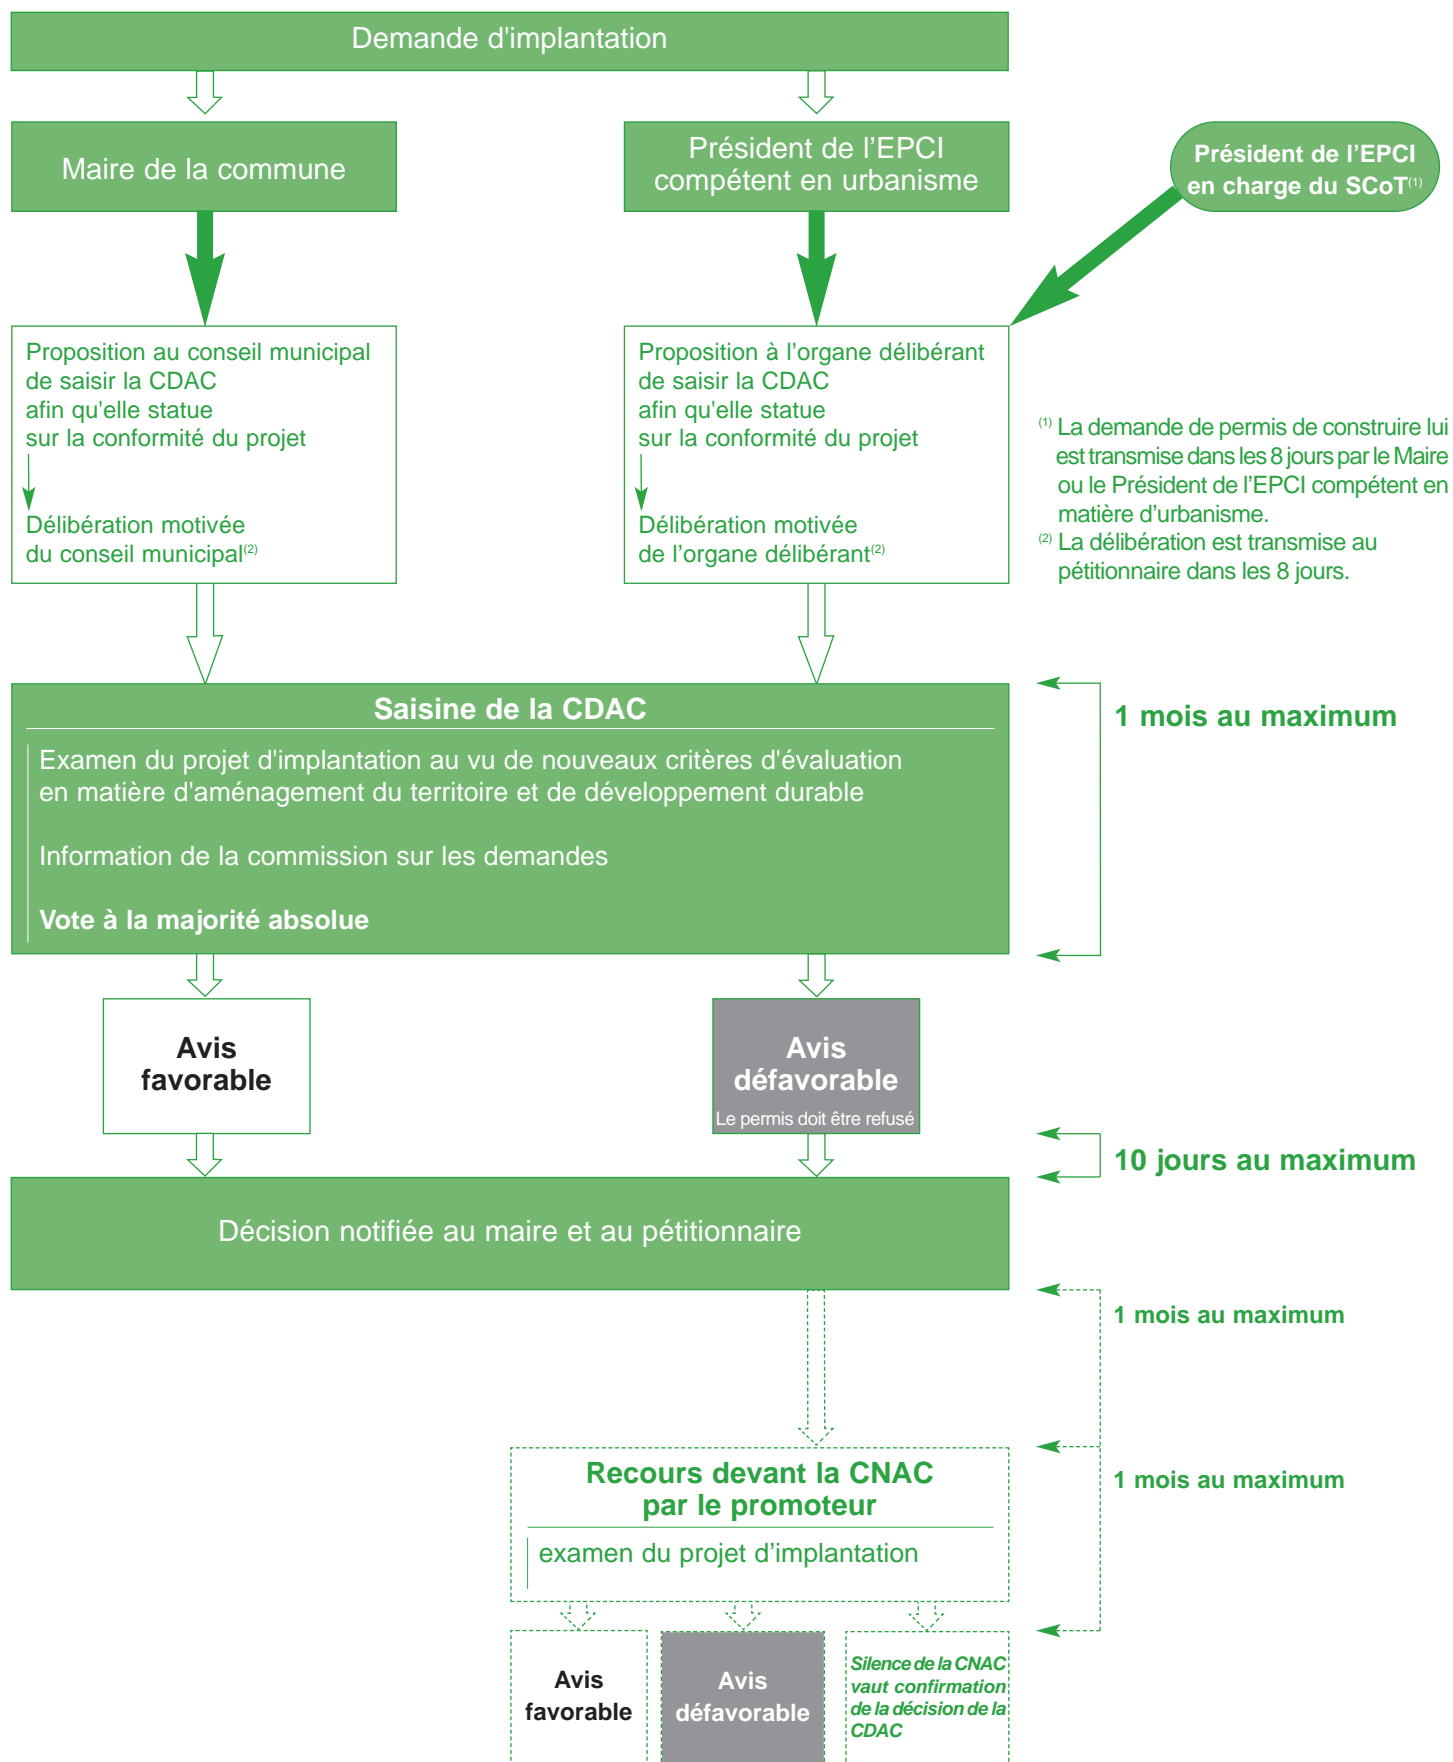 Demande d'implantation
Maire de la commune
Président de l’EPCI
compétent en urbanisme
Président de l’EPCI
en charge du SCoT(1)
Proposition au conseil municipal
de saisir la CDAC
afin qu'elle statue
sur la conformité du projet
Délibération motivée
du conseil municipal(2)
Proposition à l’organe délibérant
de saisir la CDAC
afin qu'elle statue
sur la conformité du projet
Délibération motivée
de l’organe délibérant(2)
(1) La demande de permis de construire lui
est transmise dans les 8 jours par le Maire
ou le Président de l’EPCI compétent en
matière d’urbanisme.
(2) La délibération est transmise au
pétitionnaire dans les 8 jours.
Saisine de la CDAC
Examen du projet d'implantation au vu de nouveaux critères d'évaluation
en matière d'aménagement du territoire et de développement durable
Information de la commission sur les demandes
Vote à la majorité absolue
1 mois au maximum
Avis
favorable
Avis
défavorable
Le permis doit être refusé
10 jours au maximum
Décision notifiée au maire et au pétitionnaire
1 mois au maximum
Recours devant la CNAC
par le promoteur
examen du projet d’implantation
1 mois au maximum
Avis
favorable
Avis
défavorable
Silence de la CNAC
vaut confirmation
de la décision de la
CDAC